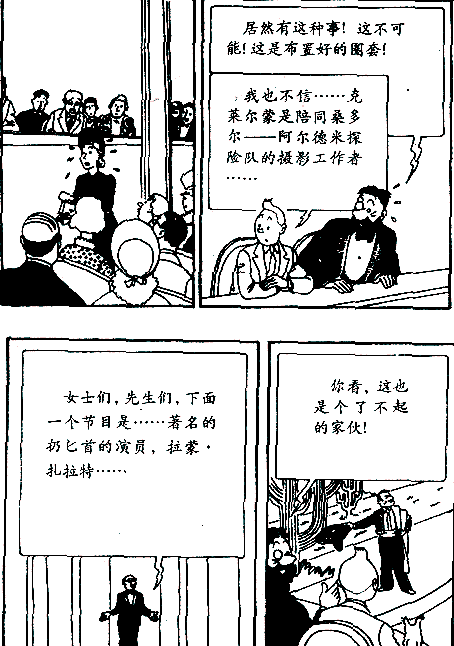 居然有这种事！这不可
能！这是布置好的圈套！
我也不信……克
莱尔蒙是陪同桑多
尔——阿尔德米探
险队的摄影工作者
……
女士们，先生们，下面
一个节目是……著名的
扔匕首的演员，拉蒙·
扎拉特……
你看，这也
是个了不起
的家伙！